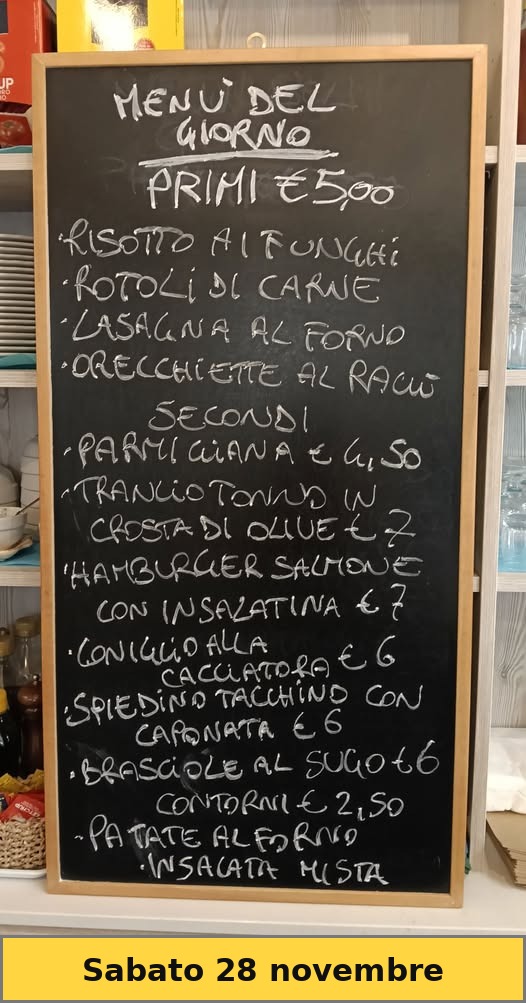 MENÙ DEL
GIORNO
PRIMI €5,00
·RISOTTO AI FUNGHI
·ROTOLI DI CARNE
·LASAGNA AL FORNO
·ORECCHIETTE AL RAGÙ
SECONDI
·PARMIGIANA € 4,50
·TRANCIO TONNO IN
CROSTA DI OLIVE € 7
·HAMBURGER SALMONE
CON INSALATINA € 7
·CONIGLIO ALLA
CACCIATORA € 6
·SPIEDINO TACCHINO CON
CAPONATA € 6
·BRASCIOLE AL SUGO €6
CONTORNI € 2,50
·PATATE AL FORNO
·INSALATA MISTA
Sabato 28 novembre